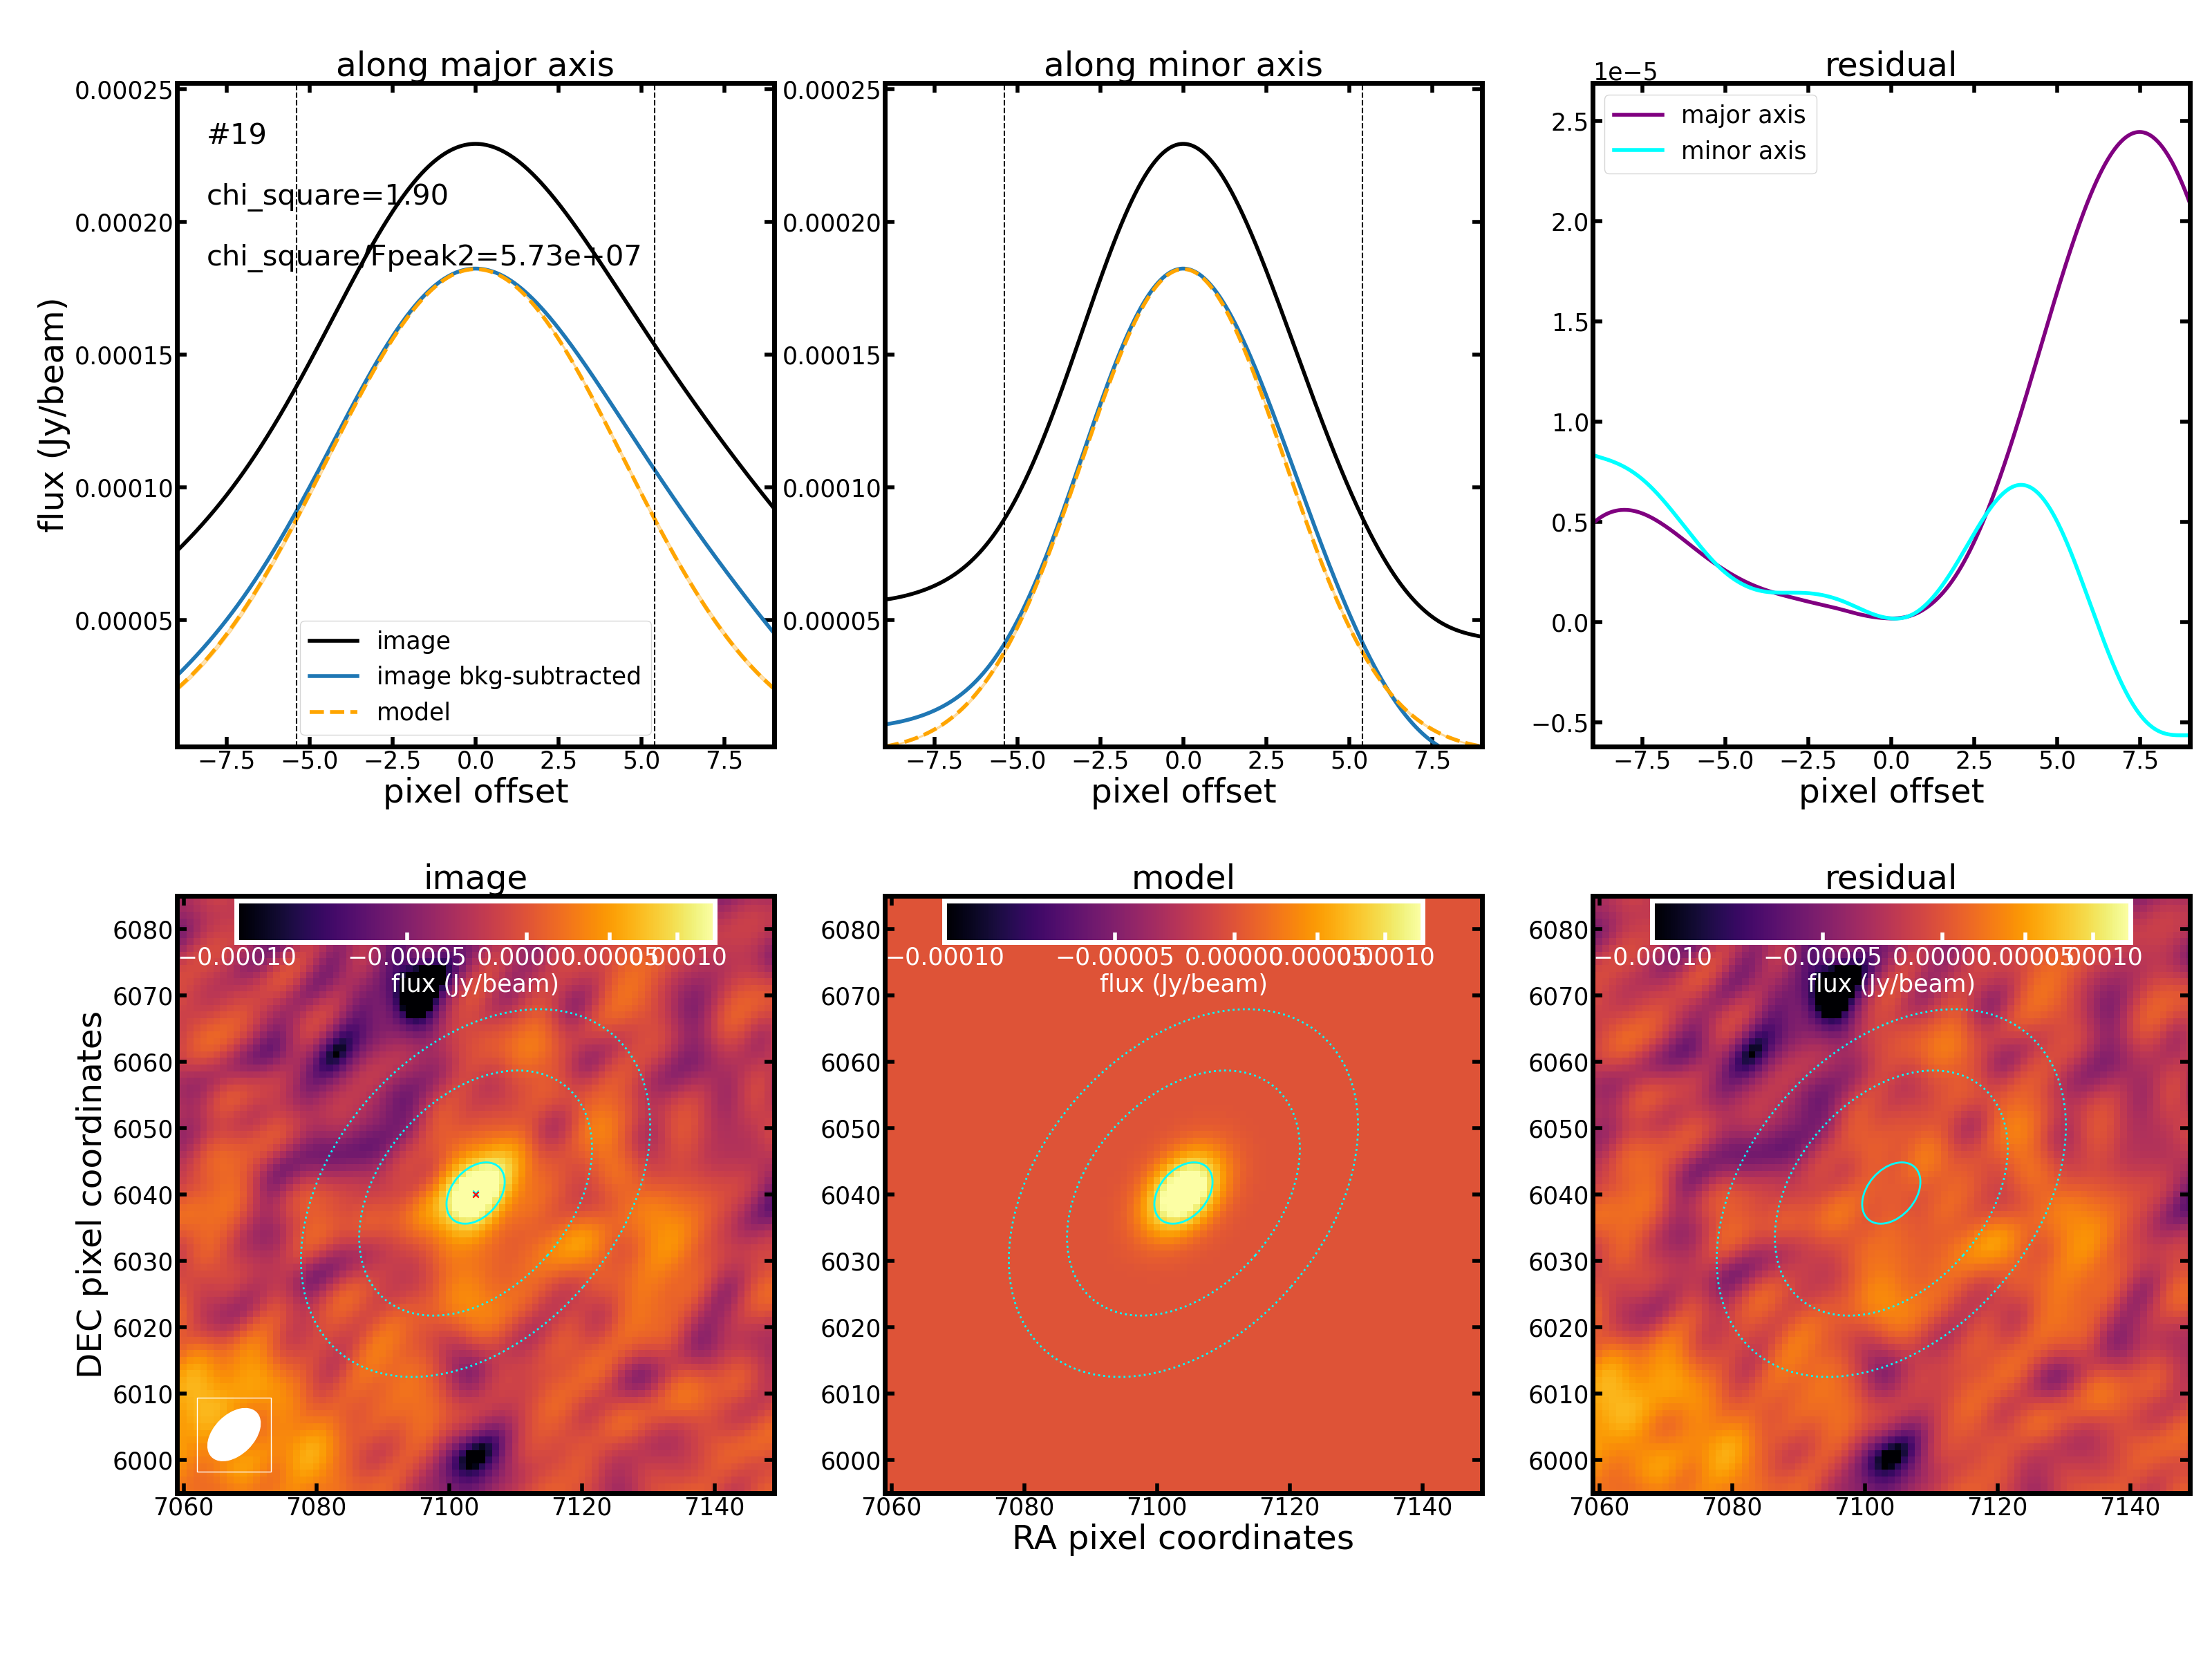 along major axis
along minor axis
residual
1e−5
0.00025
0.00020
0.00015
0.00010
0.00005
flux (Jy/beam)
#19
chi_square=1.90
chi_square/Fpeak2=5.73e+07
image
image bkg-subtracted
model
−7.5 −5.0 −2.5 0.0 2.5 5.0 7.5
pixel offset
0.00025
0.00020
0.00015
0.00010
0.00005
−7.5 −5.0 −2.5 0.0 2.5 5.0 7.5
pixel offset
major axis
minor axis
2.5
2.0
1.5
1.0
0.5
0.0
−0.5
−7.5 −5.0 −2.5 0.0 2.5 5.0 7.5
pixel offset
image
model
residual
DEC pixel coordinates
6080
6070
6060
6050
6040
6030
6020
6010
6000
−0.00010 −0.00005 0.00000 0.00005 0.00010
flux (Jy/beam)
7060 7080 7100 7120 7140
6080
6070
6060
6050
6040
6030
6020
6010
6000
−0.00010 −0.00005 0.00000 0.00005 0.00010
flux (Jy/beam)
7060 7080 7100 7120 7140
RA pixel coordinates
6080
6070
6060
6050
6040
6030
6020
6010
6000
−0.00010 −0.00005 0.00000 0.00005 0.00010
flux (Jy/beam)
7060 7080 7100 7120 7140